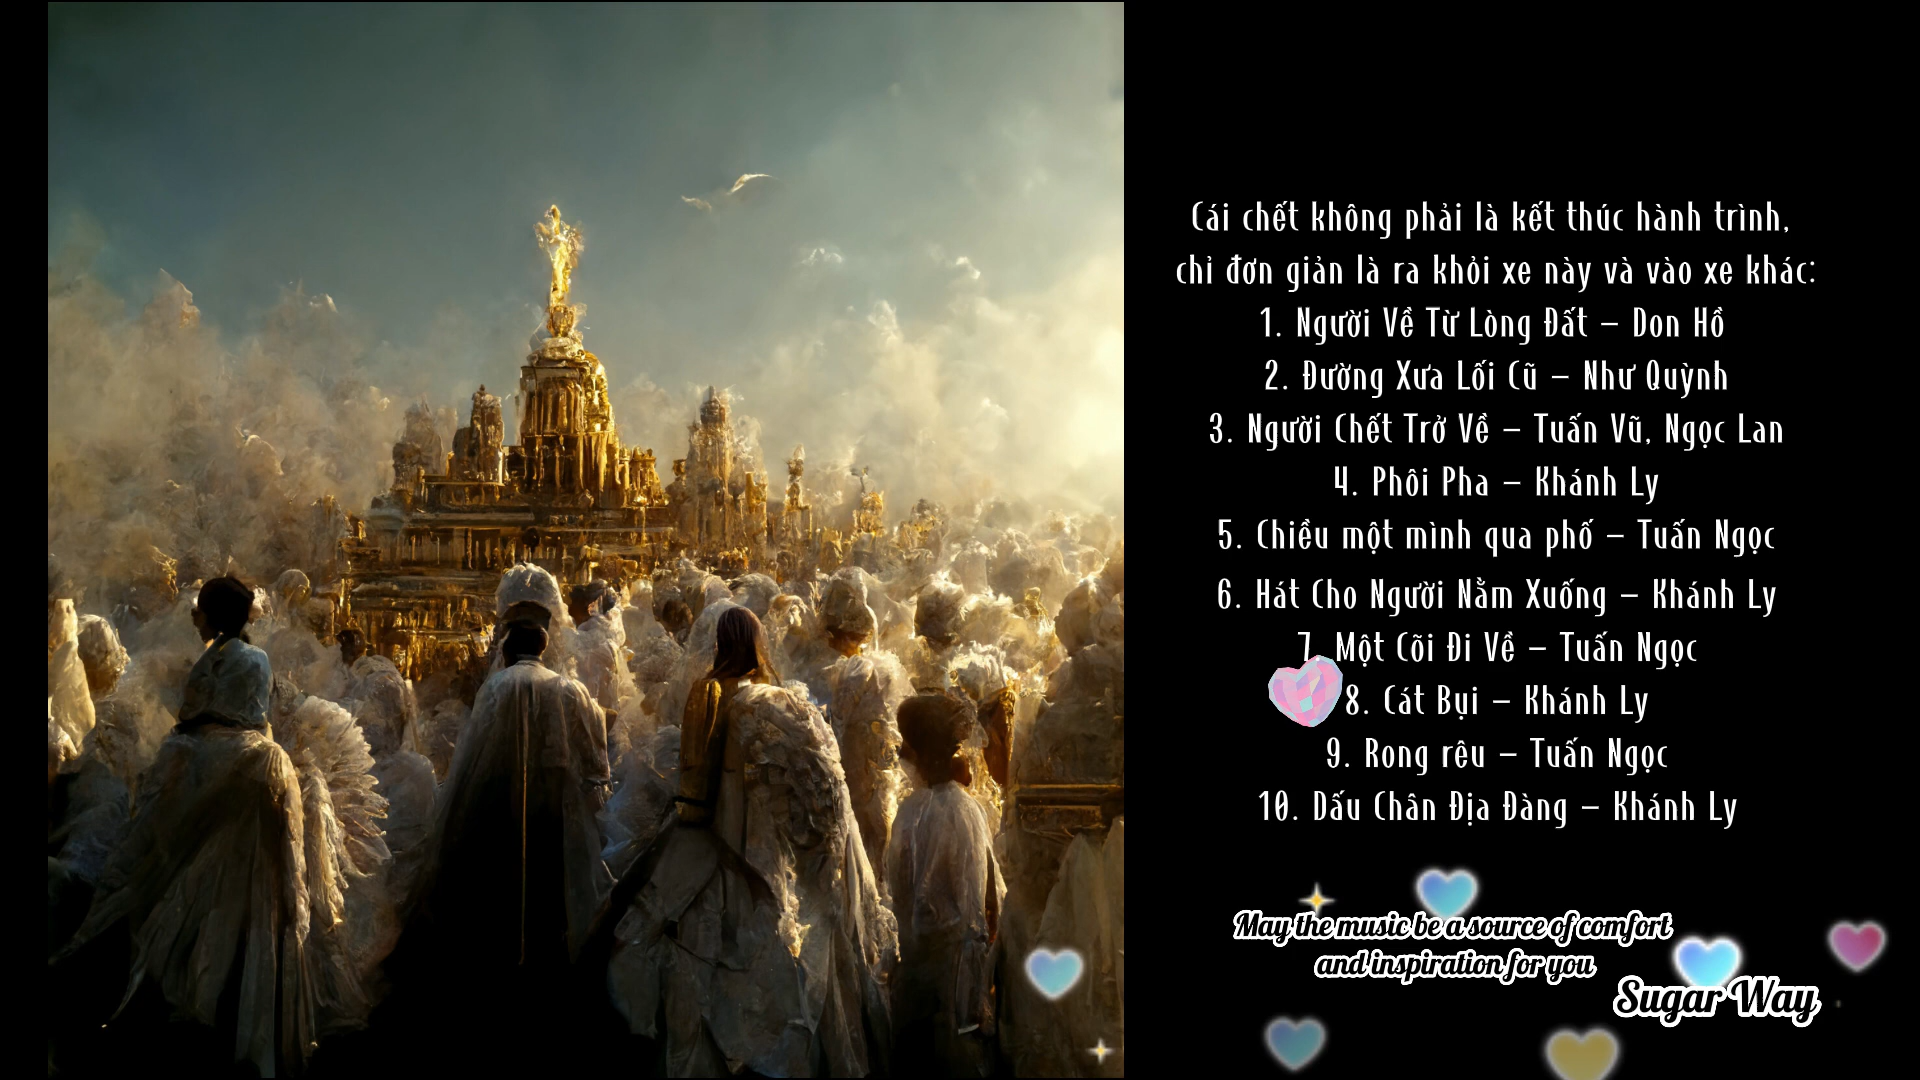 Cái chết không phải là kết thúc hành trình,
chỉ đơn giản là ra khỏi xe này và vào xe khác:
1. Người Về Từ Lòng Đất – Don Hồ
2. Đường Xưa Lối Cũ – Như Quỳnh
3. Người Chết Trở Về – Tuấn Vũ, Ngọc Lan
4. Phôi Pha – Khánh Ly
5. Chiều một mình qua phố – Tuấn Ngọc
6. Hát Cho Người Nằm Xuống – Khánh Ly
7. Một Cõi Đi Về – Tuấn Ngọc
8. Cát Bụi – Khánh Ly
9. Rong rêu – Tuấn Ngọc
10. Dấu Chân Địa Đàng – Khánh Ly
May the music be a source of comfort
and inspiration for you
Sugar Way